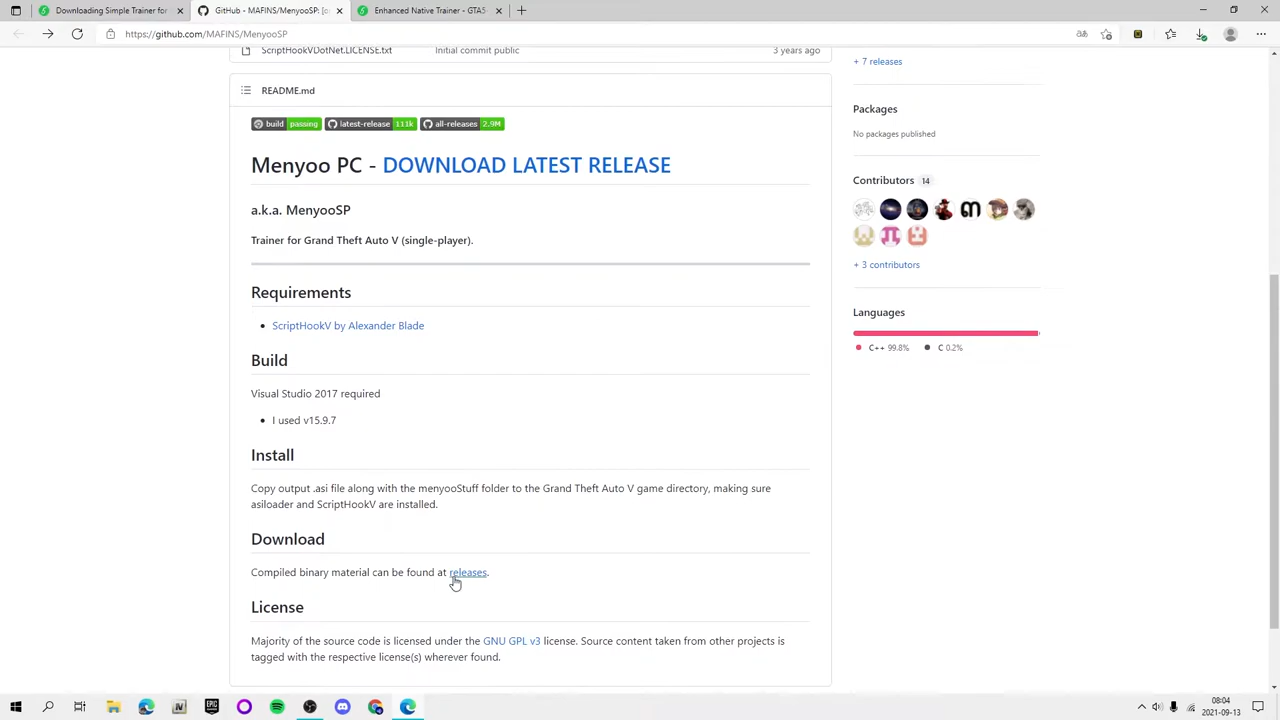 Downloading Simple Trainer for
GitHub - MAFINS/MenyooSP: [op
Enhanced Native Trainer - GTA5-
https://github.com/MAFINS/MenyooSP
ScriptHookVDotNet.LICENSE.txt
Initial commit public
3 years ago
+ 7 releases
README.md
Packages
No packages published
build passing
latest-release 111k
all-releases 2.9M
Menyoo PC - DOWNLOAD LATEST RELEASE
Contributors 14
a.k.a. MenyooSP
Trainer for Grand Theft Auto V (single-player).
+ 3 contributors
Requirements
Languages
ScriptHookV by Alexander Blade
C++ 99.8%
C 0.2%
Build
Visual Studio 2017 required
I used v15.9.7
Install
Copy output .asi file along with the menyooStuff folder to the Grand Theft Auto V game directory, making sure
asiloader and ScriptHookV are installed.
Download
Compiled binary material can be found at releases.
License
Majority of the source code is licensed under the GNU GPL v3 license. Source content taken from other projects is
tagged with the respective license(s) wherever found.
EPIC
08:04
2021-09-13